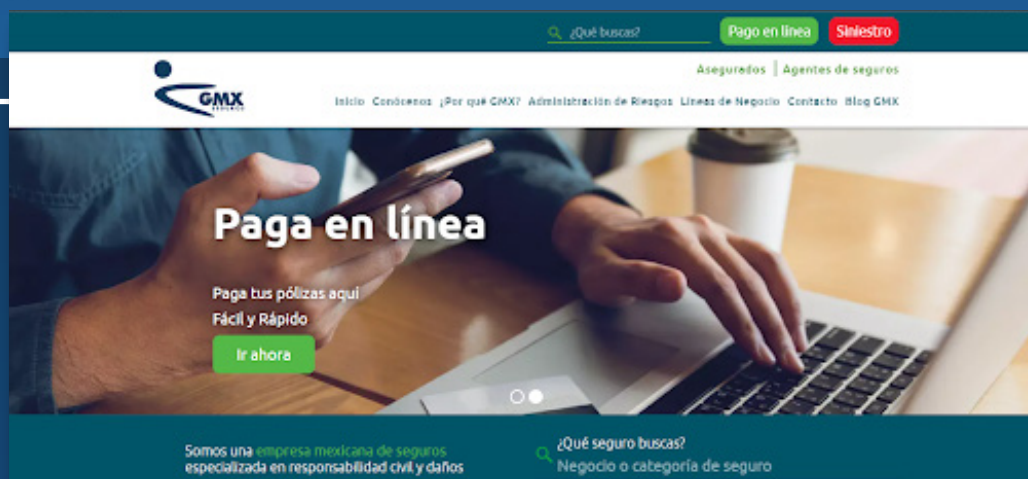 ¿Qué buscas?
Pago en línea
Siniestro
Asegurados | Agentes de seguros
GMX
SEGUROS
Inicio Conócenos ¿Por qué GMX? Administración de Riesgos Líneas de Negocio Contacto Blog GMX
Paga en línea
Paga tus pólizas aquí
Fácil y Rápido
Ir ahora
Somos una empresa mexicana de seguros
especializada en responsabilidad civil y daños
¿Qué seguro buscas?
Negocio o categoría de seguro